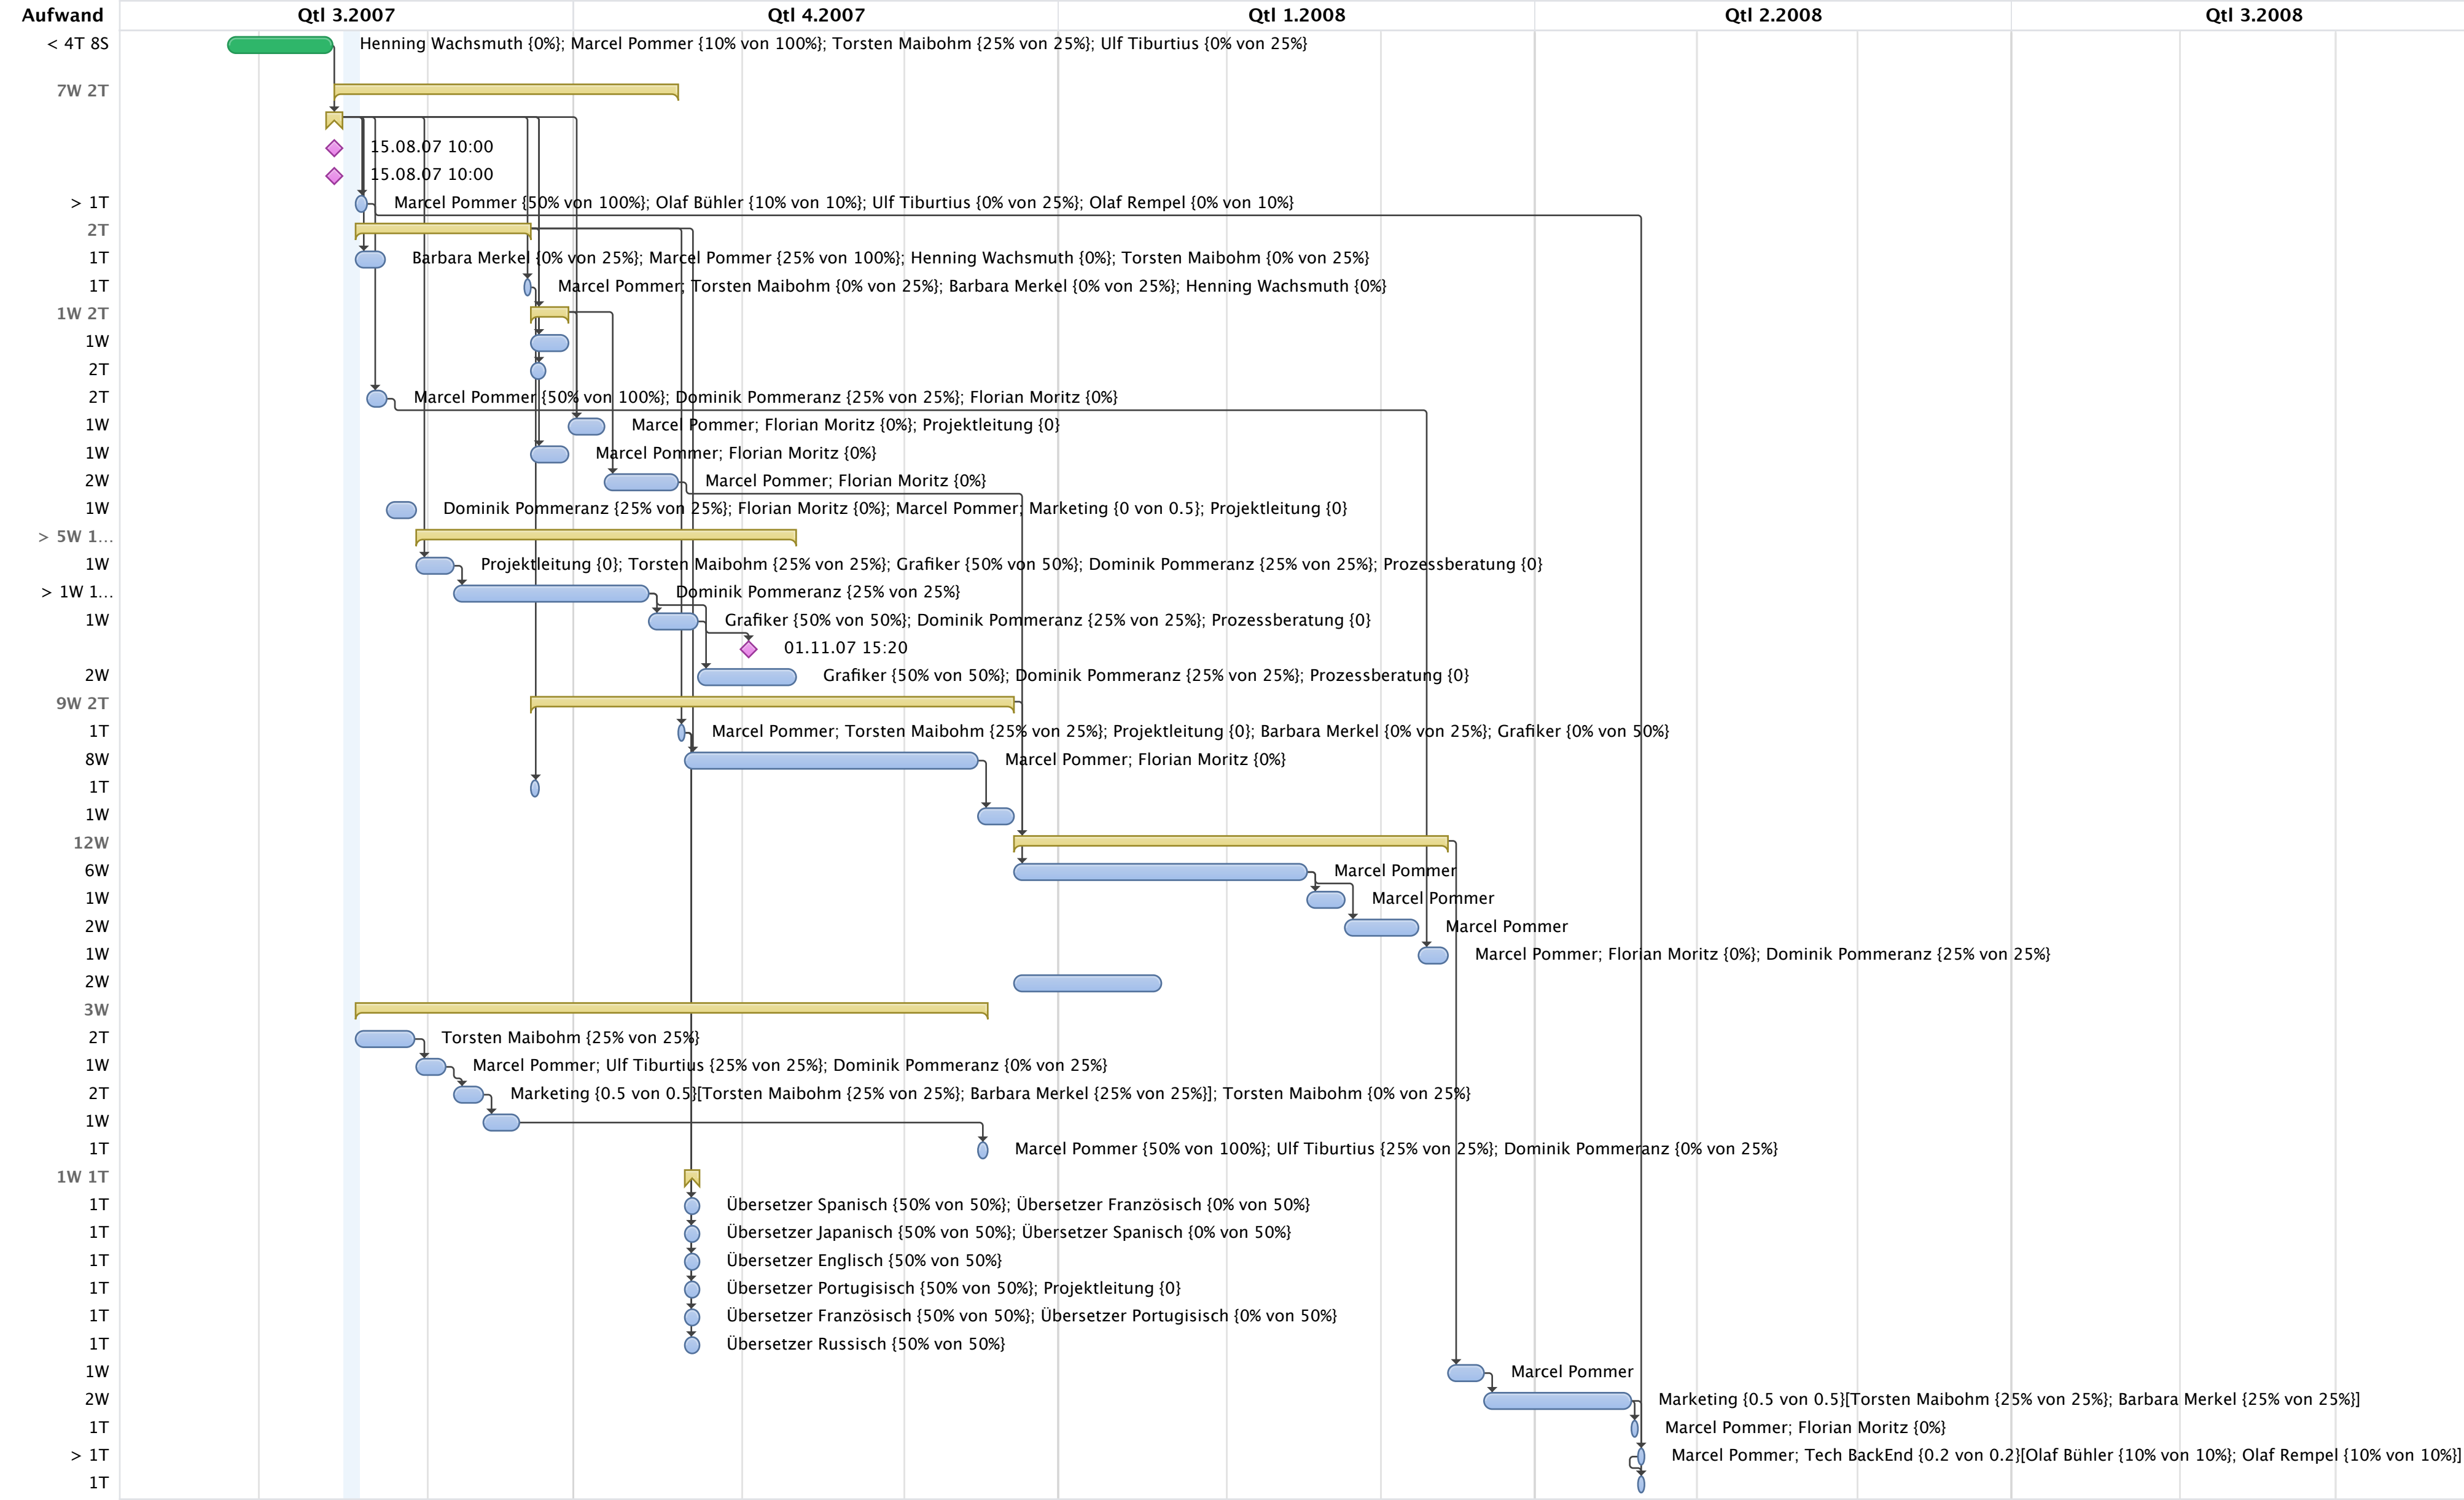 Aufwand Qtl 3.2007 Qtl 4.2007 Qtl 1.2008 Qtl 2.2008 Qtl 3.2008
< 4T 8S Henning Wachsmuth {0%}; Marcel Pommer {10% von 100%}; Torsten Maibohm {25% von 25%}; Ulf Tiburtius {0% von 25%}
7W 2T
15.08.07 10:00
15.08.07 10:00
> 1T Marcel Pommer {50% von 100%}; Olaf Bühler {10% von 10%}; Ulf Tiburtius {0% von 25%}; Olaf Rempel {0% von 10%}
2T
1T Barbara Merkel {0% von 25%}; Marcel Pommer {25% von 100%}; Henning Wachsmuth {0%}; Torsten Maibohm {0% von 25%}
1T Marcel Pommer; Torsten Maibohm {0% von 25%}; Barbara Merkel {0% von 25%}; Henning Wachsmuth {0%}
1W 2T
1W
2T
2T Marcel Pommer {50% von 100%}; Dominik Pommeranz {25% von 25%}; Florian Moritz {0%}
1W Marcel Pommer; Florian Moritz {0%}; Projektleitung {0}
1W Marcel Pommer; Florian Moritz {0%}
2W Marcel Pommer; Florian Moritz {0%}
1W Dominik Pommeranz {25% von 25%}; Florian Moritz {0%}; Marcel Pommer; Marketing {0 von 0.5}; Projektleitung {0}
> 5W 1...
1W Projektleitung {0}; Torsten Maibohm {25% von 25%}; Grafiker {50% von 50%}; Dominik Pommeranz {25% von 25%}; Prozessberatung {0}
> 1W 1... Dominik Pommeranz {25% von 25%}
1W Grafiker {50% von 50%}; Dominik Pommeranz {25% von 25%}; Prozessberatung {0}
01.11.07 15:20
2W Grafiker {50% von 50%}; Dominik Pommeranz {25% von 25%}; Prozessberatung {0}
9W 2T
1T Marcel Pommer; Torsten Maibohm {25% von 25%}; Projektleitung {0}; Barbara Merkel {0% von 25%}; Grafiker {0% von 50%}
8W Marcel Pommer; Florian Moritz {0%}
1T
1W
12W
6W Marcel Pommer
1W Marcel Pommer
2W Marcel Pommer
1W Marcel Pommer; Florian Moritz {0%}; Dominik Pommeranz {25% von 25%}
2W
3W
2T Torsten Maibohm {25% von 25%}
1W Marcel Pommer; Ulf Tiburtius {25% von 25%}; Dominik Pommeranz {0% von 25%}
2T Marketing {0.5 von 0.5}[Torsten Maibohm {25% von 25%}; Barbara Merkel {25% von 25%}]; Torsten Maibohm {0% von 25%}
1W
1T Marcel Pommer {50% von 100%}; Ulf Tiburtius {25% von 25%}; Dominik Pommeranz {0% von 25%}
1W 1T
1T Übersetzer Spanisch {50% von 50%}; Übersetzer Französisch {0% von 50%}
1T Übersetzer Japanisch {50% von 50%}; Übersetzer Spanisch {0% von 50%}
1T Übersetzer Englisch {50% von 50%}
1T Übersetzer Portugisisch {50% von 50%}; Projektleitung {0}
1T Übersetzer Französisch {50% von 50%}; Übersetzer Portugisisch {0% von 50%}
1T Übersetzer Russisch {50% von 50%}
1W Marcel Pommer
2W Marketing {0.5 von 0.5}[Torsten Maibohm {25% von 25%}; Barbara Merkel {25% von 25%}]
1T Marcel Pommer; Florian Moritz {0%}
> 1T Marcel Pommer; Tech BackEnd {0.2 von 0.2}[Olaf Bühler {10% von 10%}; Olaf Rempel {10% von 10%}]
1T